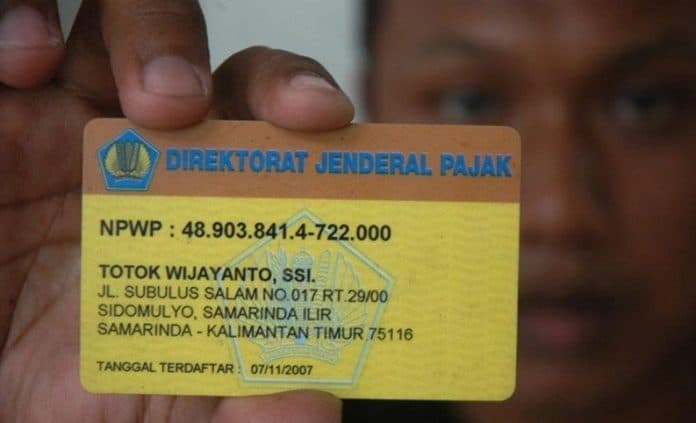 DIREKTORAT JENDERAL PAJAK
NPWP : 48.903.841.4-722.000
TOTOK WIJAYANTO, SSI.
JL. SUBULUS SALAM NO.017 RT.29/00
SIDOMULYO, SAMARINDA ILIR
SAMARINDA - KALIMANTAN TIMUR 75116
TANGGAL TERDAFTAR : 07/11/2007